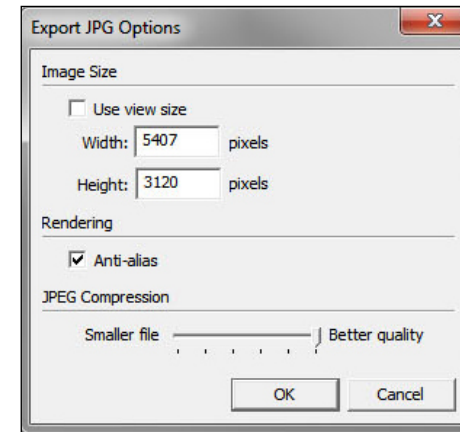 Export JPG Options
Image Size
Use view size
Width: 5407 pixels
Height: 3120 pixels
Rendering
Anti-alias
JPEG Compression
Smaller file Better quality
OK Cancel